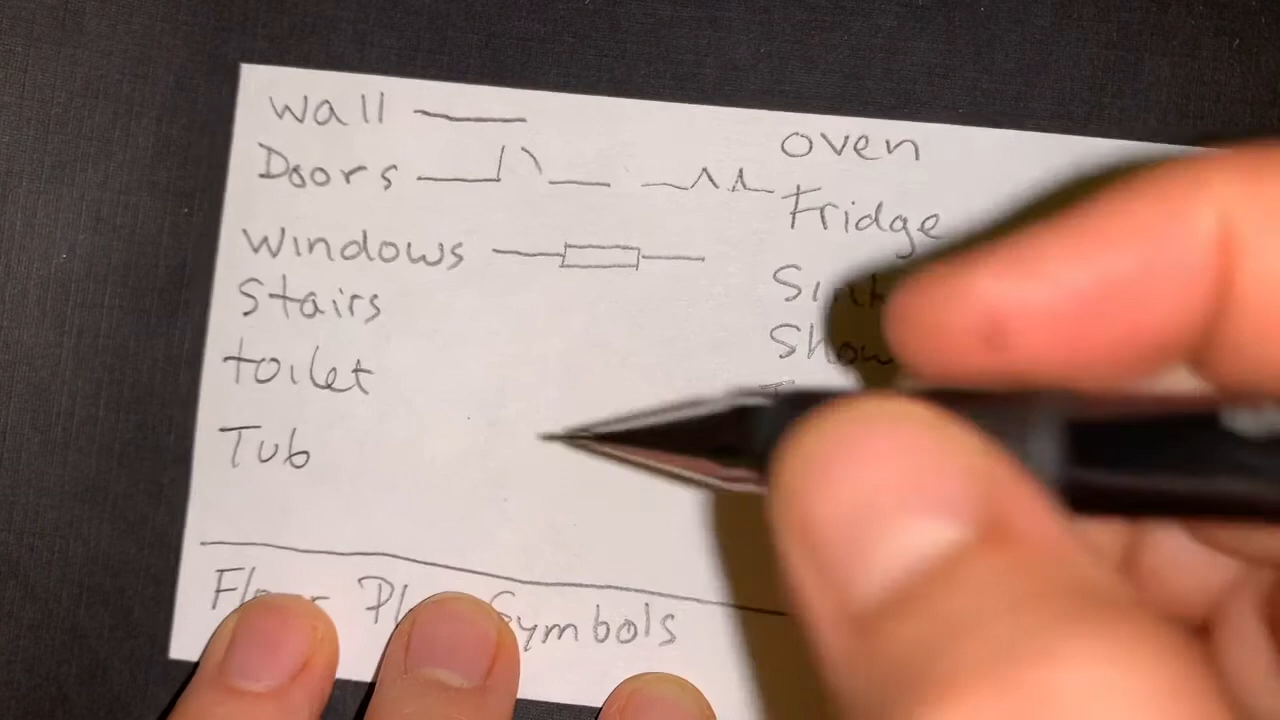 wall
Doors
windows
stairs
toilet
Tub
oven
Fridge
Symbols